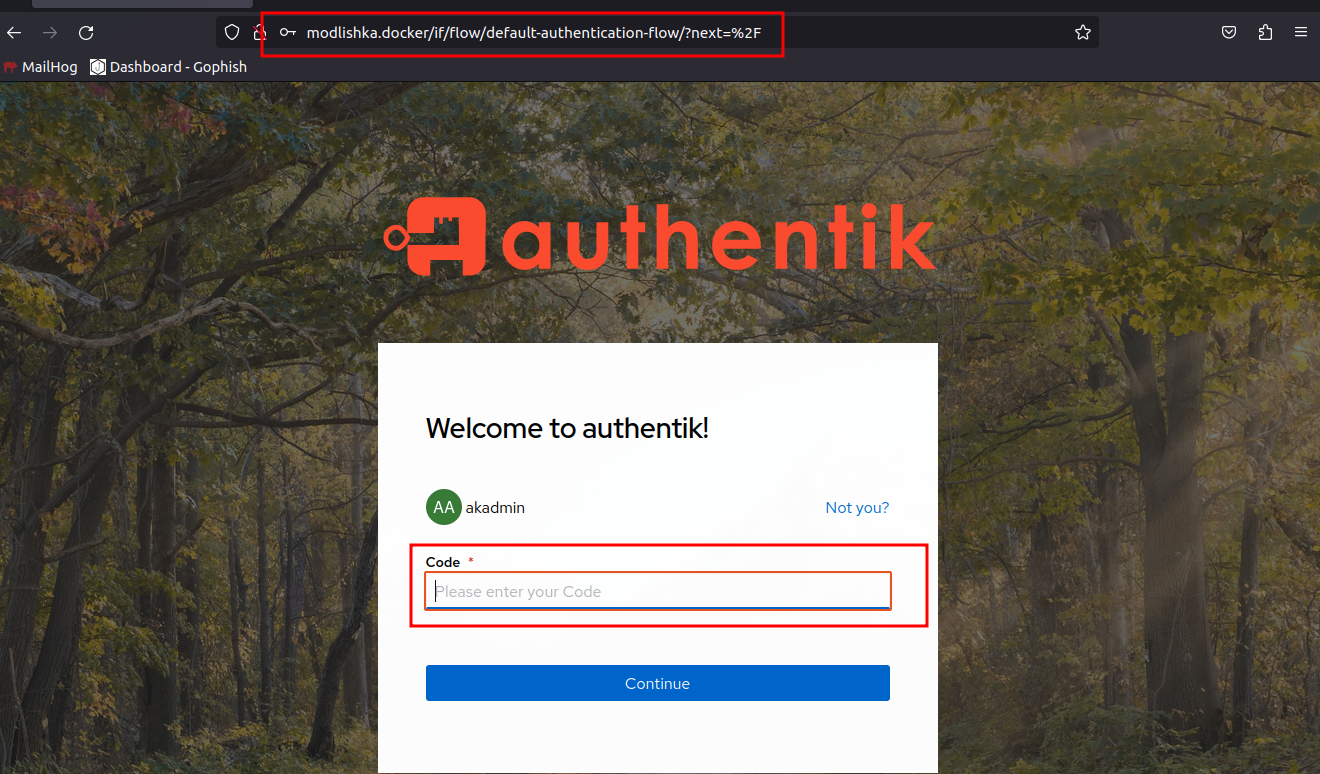 modlishka.docker/if/flow/default-authentication-flow/?next=%2F
MailHog Dashboard - Gophish
authentik
Welcome to authentik!
AA akadmin Not you?
Code *
Please enter your Code
Continue